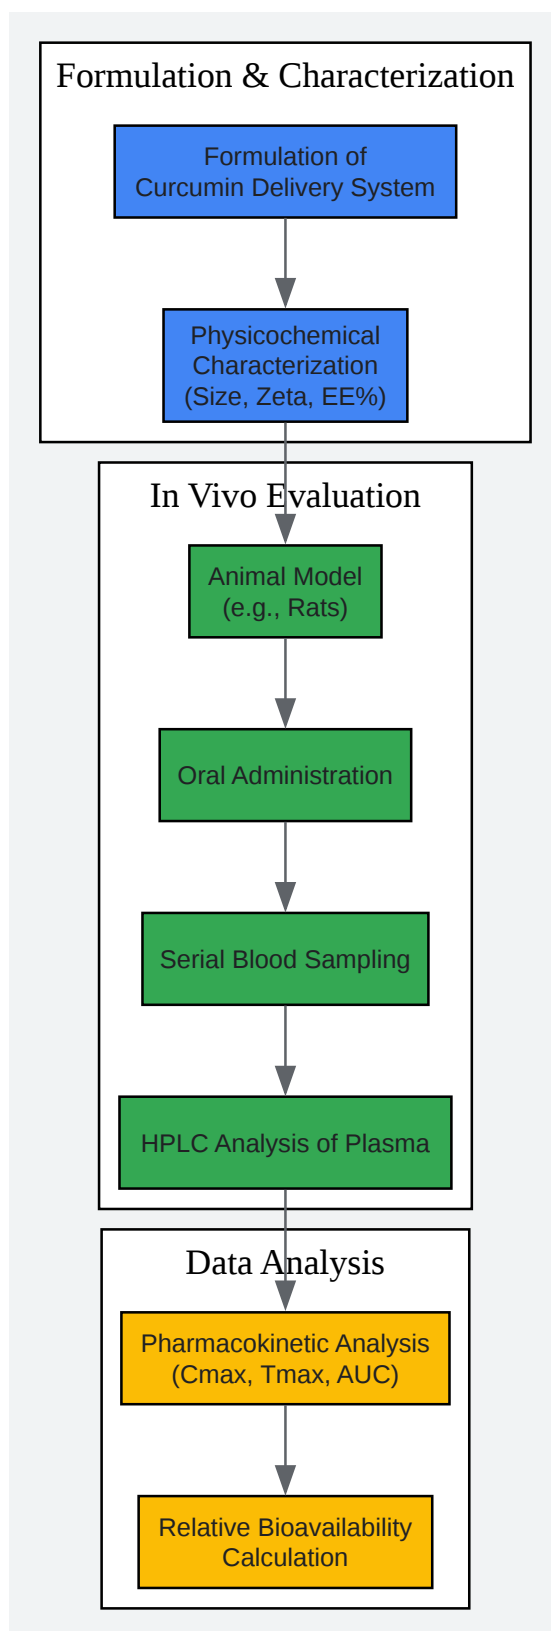 Formulation & Characterization
Formulation of
Curcumin Delivery System
Physicochemical
Characterization
(Size, Zeta, EE%)
In Vivo Evaluation
Animal Model
(e.g., Rats)
Oral Administration
Serial Blood Sampling
HPLC Analysis of Plasma
Data Analysis
Pharmacokinetic Analysis
(Cmax, Tmax, AUC)
Relative Bioavailability
Calculation